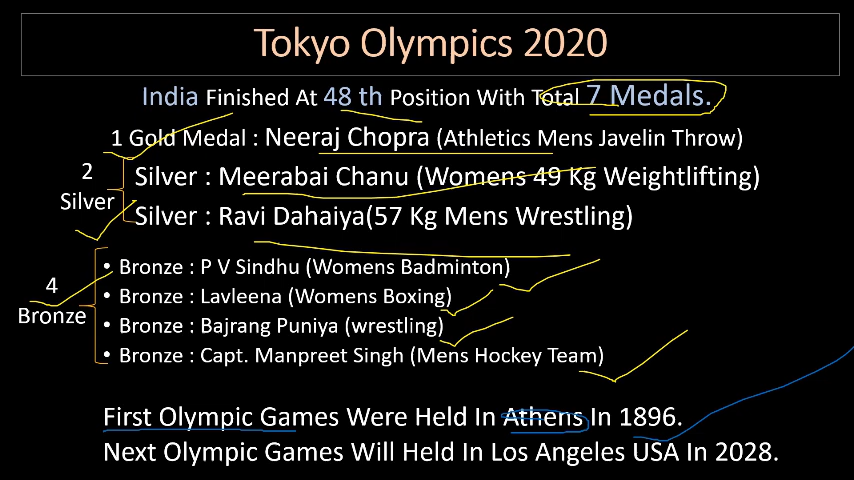 Tokyo Olympics 2020
India Finished At 48 th Position With Total 7 Medals.
1 Gold Medal : Neeraj Chopra (Athletics Mens Javelin Throw)
2 Silver
Silver : Meerabai Chanu (Womens 49 Kg Weightlifting)
Silver : Ravi Dahaiya(57 Kg Mens Wrestling)
4 Bronze
• Bronze : P V Sindhu (Womens Badminton)
• Bronze : Lavleena (Womens Boxing)
• Bronze : Bajrang Puniya (wrestling)
• Bronze : Capt. Manpreet Singh (Mens Hockey Team)
First Olympic Games Were Held In Athens In 1896.
Next Olympic Games Will Held In Los Angeles USA In 2028.